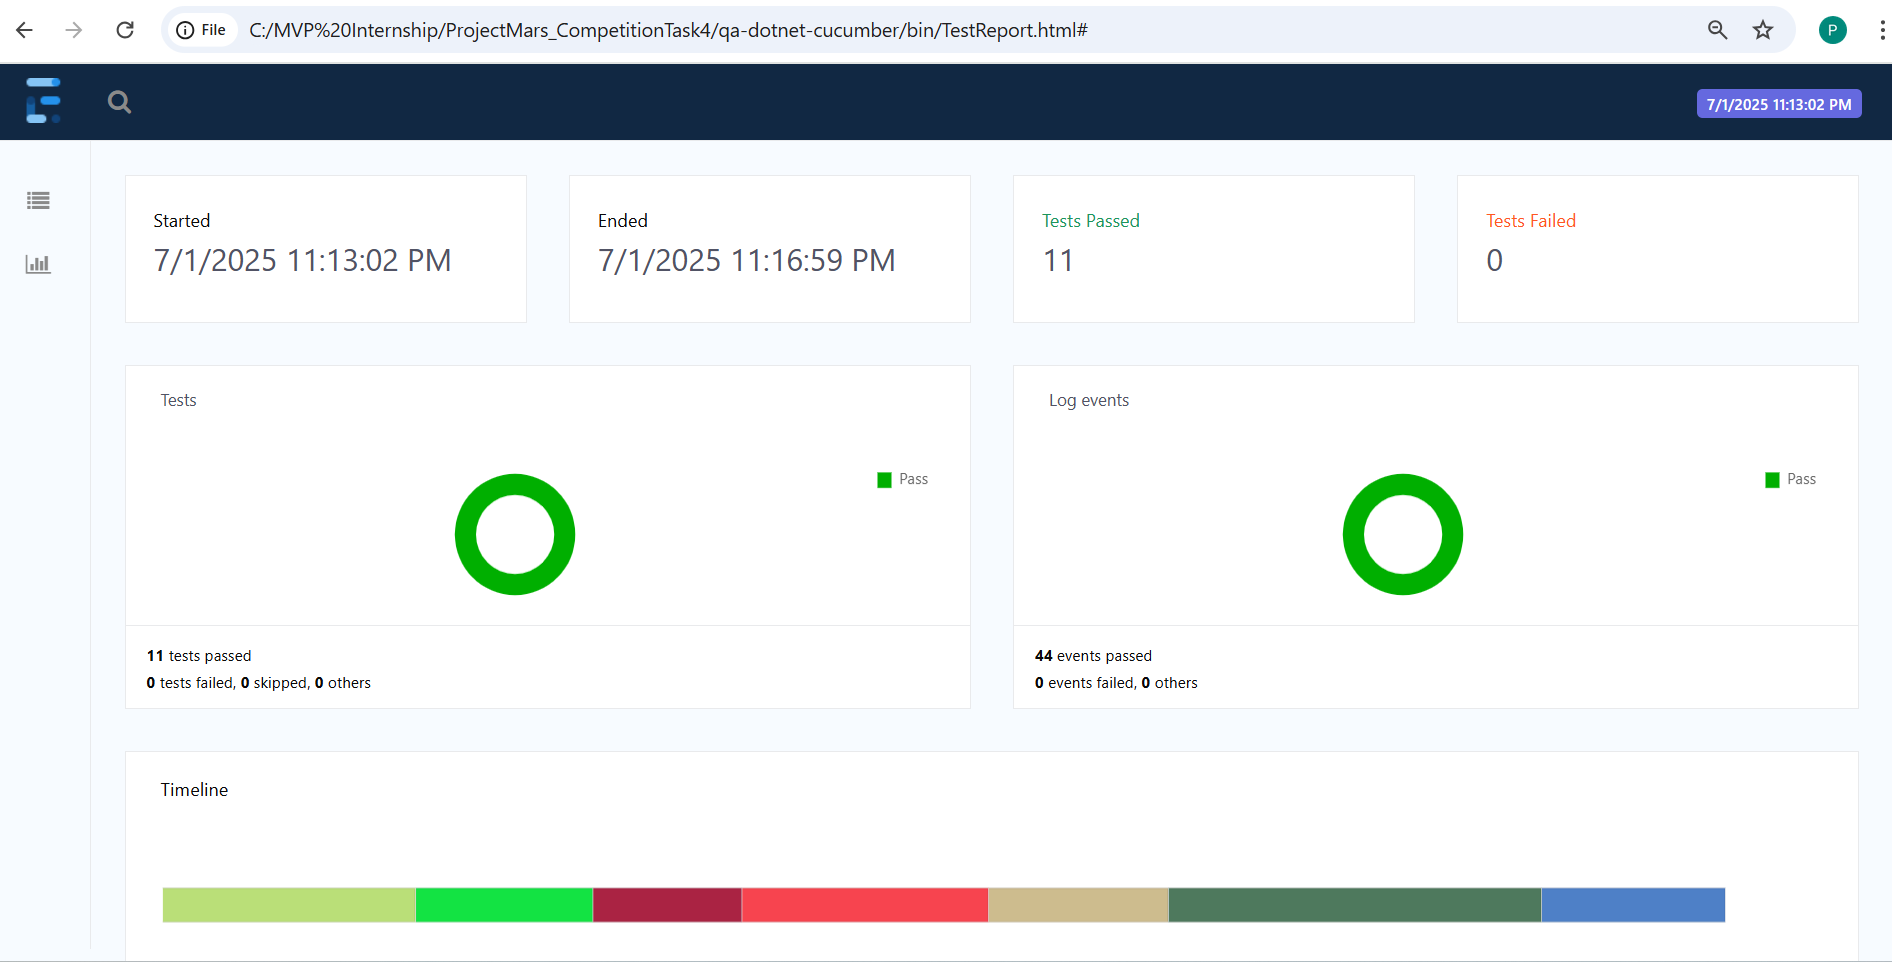 File C:/MVP%20Internship/ProjectMars_CompetitionTask4/qa-dotnet-cucumber/bin/TestReport.html#
P
7/1/2025 11:13:02 PM
Started
7/1/2025 11:13:02 PM
Ended
7/1/2025 11:16:59 PM
Tests Passed
11
Tests Failed
0
Tests
Pass
11 tests passed
0 tests failed, 0 skipped, 0 others
Log events
Pass
44 events passed
0 events failed, 0 others
Timeline